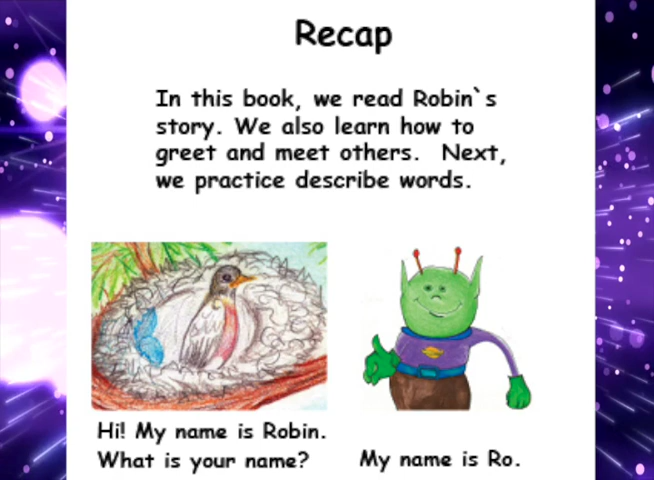 Recap
In this book, we read Robin`s
story. We also learn how to
greet and meet others.  Next,
we practice describe words.
Hi! My name is Robin.
What is your name?
My name is Ro.